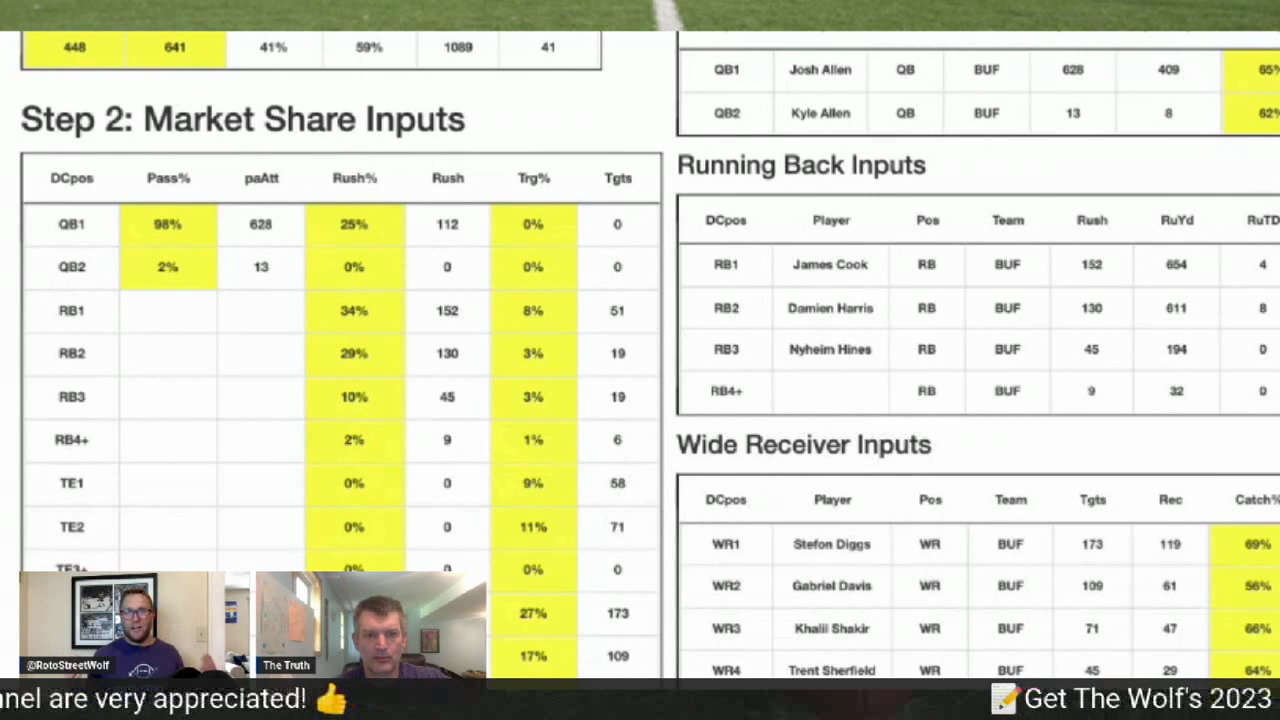 448 641 41% 59% 1089 41
Step 2: Market Share Inputs
DCpos Pass% paAtt Rush% Rush Trg% Tgts
QB1 98% 628 25% 112 0% 0
QB2 2% 13 0% 0 0% 0
RB1 34% 152 8% 51
RB2 29% 130 3% 19
RB3 10% 45 3% 19
RB4+ 2% 9 1% 6
TE1 0% 0 9% 58
TE2 0% 0 11% 71
TE3+ 0% 0 0% 0
27% 173
17% 109
QB1 Josh Allen QB BUF 628 409 65%
QB2 Kyle Allen QB BUF 13 8 62%
Running Back Inputs
DCpos Player Pos Team Rush RuYd RuTD
RB1 James Cook RB BUF 152 654 4
RB2 Damien Harris RB BUF 130 611 8
RB3 Nyheim Hines RB BUF 45 194 0
RB4+ RB BUF 9 32 0
Wide Receiver Inputs
DCpos Player Pos Team Tgts Rec Catch%
WR1 Stefon Diggs WR BUF 173 119 69%
WR2 Gabriel Davis WR BUF 109 61 56%
WR3 Khalil Shakir WR BUF 71 47 66%
WR4 Trent Sherfield WR BUF 45 29 64%
@RotoStreetWolf
The Truth
nnel are very appreciated! 👍 📝Get The Wolf's 2023